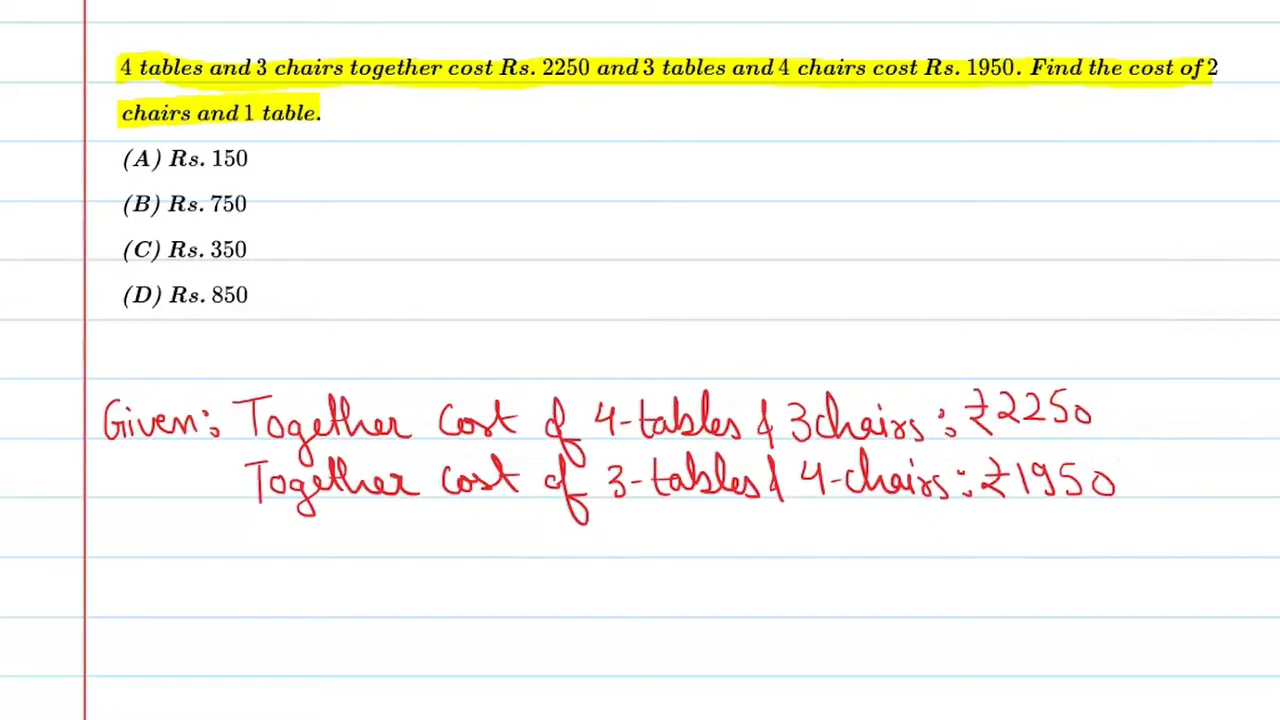 4 tables and 3 chairs together cost Rs. 2250 and 3 tables and 4 chairs cost Rs. 1950. Find the cost of 2
chairs and 1 table.
(A) Rs. 150
(B) Rs. 750
(C) Rs. 350
(D) Rs. 850
Given: Together cost of 4-tables & 3 chairs: ₹2250
Together cost of 3-tables & 4-chairs: ₹1950